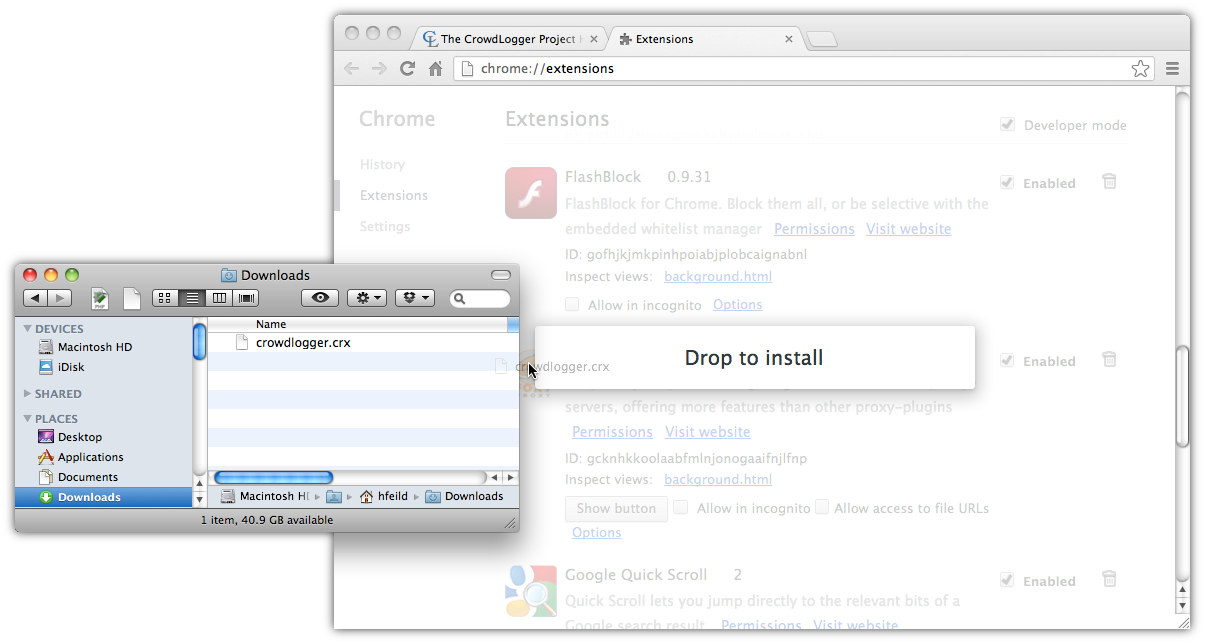 The CrowdLogger Project
Extensions
chrome://extensions
Chrome
Extensions
Developer mode
History
Extensions
Settings
FlashBlock 0.9.31
Enabled
FlashBlock for Chrome. Block them all, or be selective with the
embedded whitelist manager Permissions Visit website
ID: gofhjkjmkpinhpoiabjplobcaignabnl
Inspect views: background.html
Allow in incognito Options
Drop to install
crowdlogger.crx
Enabled
servers, offering more features than other proxy-plugins
Permissions Visit website
ID: gcknhkkoolaabfmlnjonogaaifnjlfnp
Inspect views: background.html
Show button Allow in incognito Allow access to file URLs
Options
Google Quick Scroll 2
Enabled
Quick Scroll lets you jump directly to the relevant bits of a
Google search result Permissions Visit website
Downloads
PHP
DEVICES
Macintosh HD
iDisk
SHARED
PLACES
Desktop
Applications
Documents
Downloads
Name
crowdlogger.crx
Macintosh H
hfeild
Downloads
1 item, 40.9 GB available